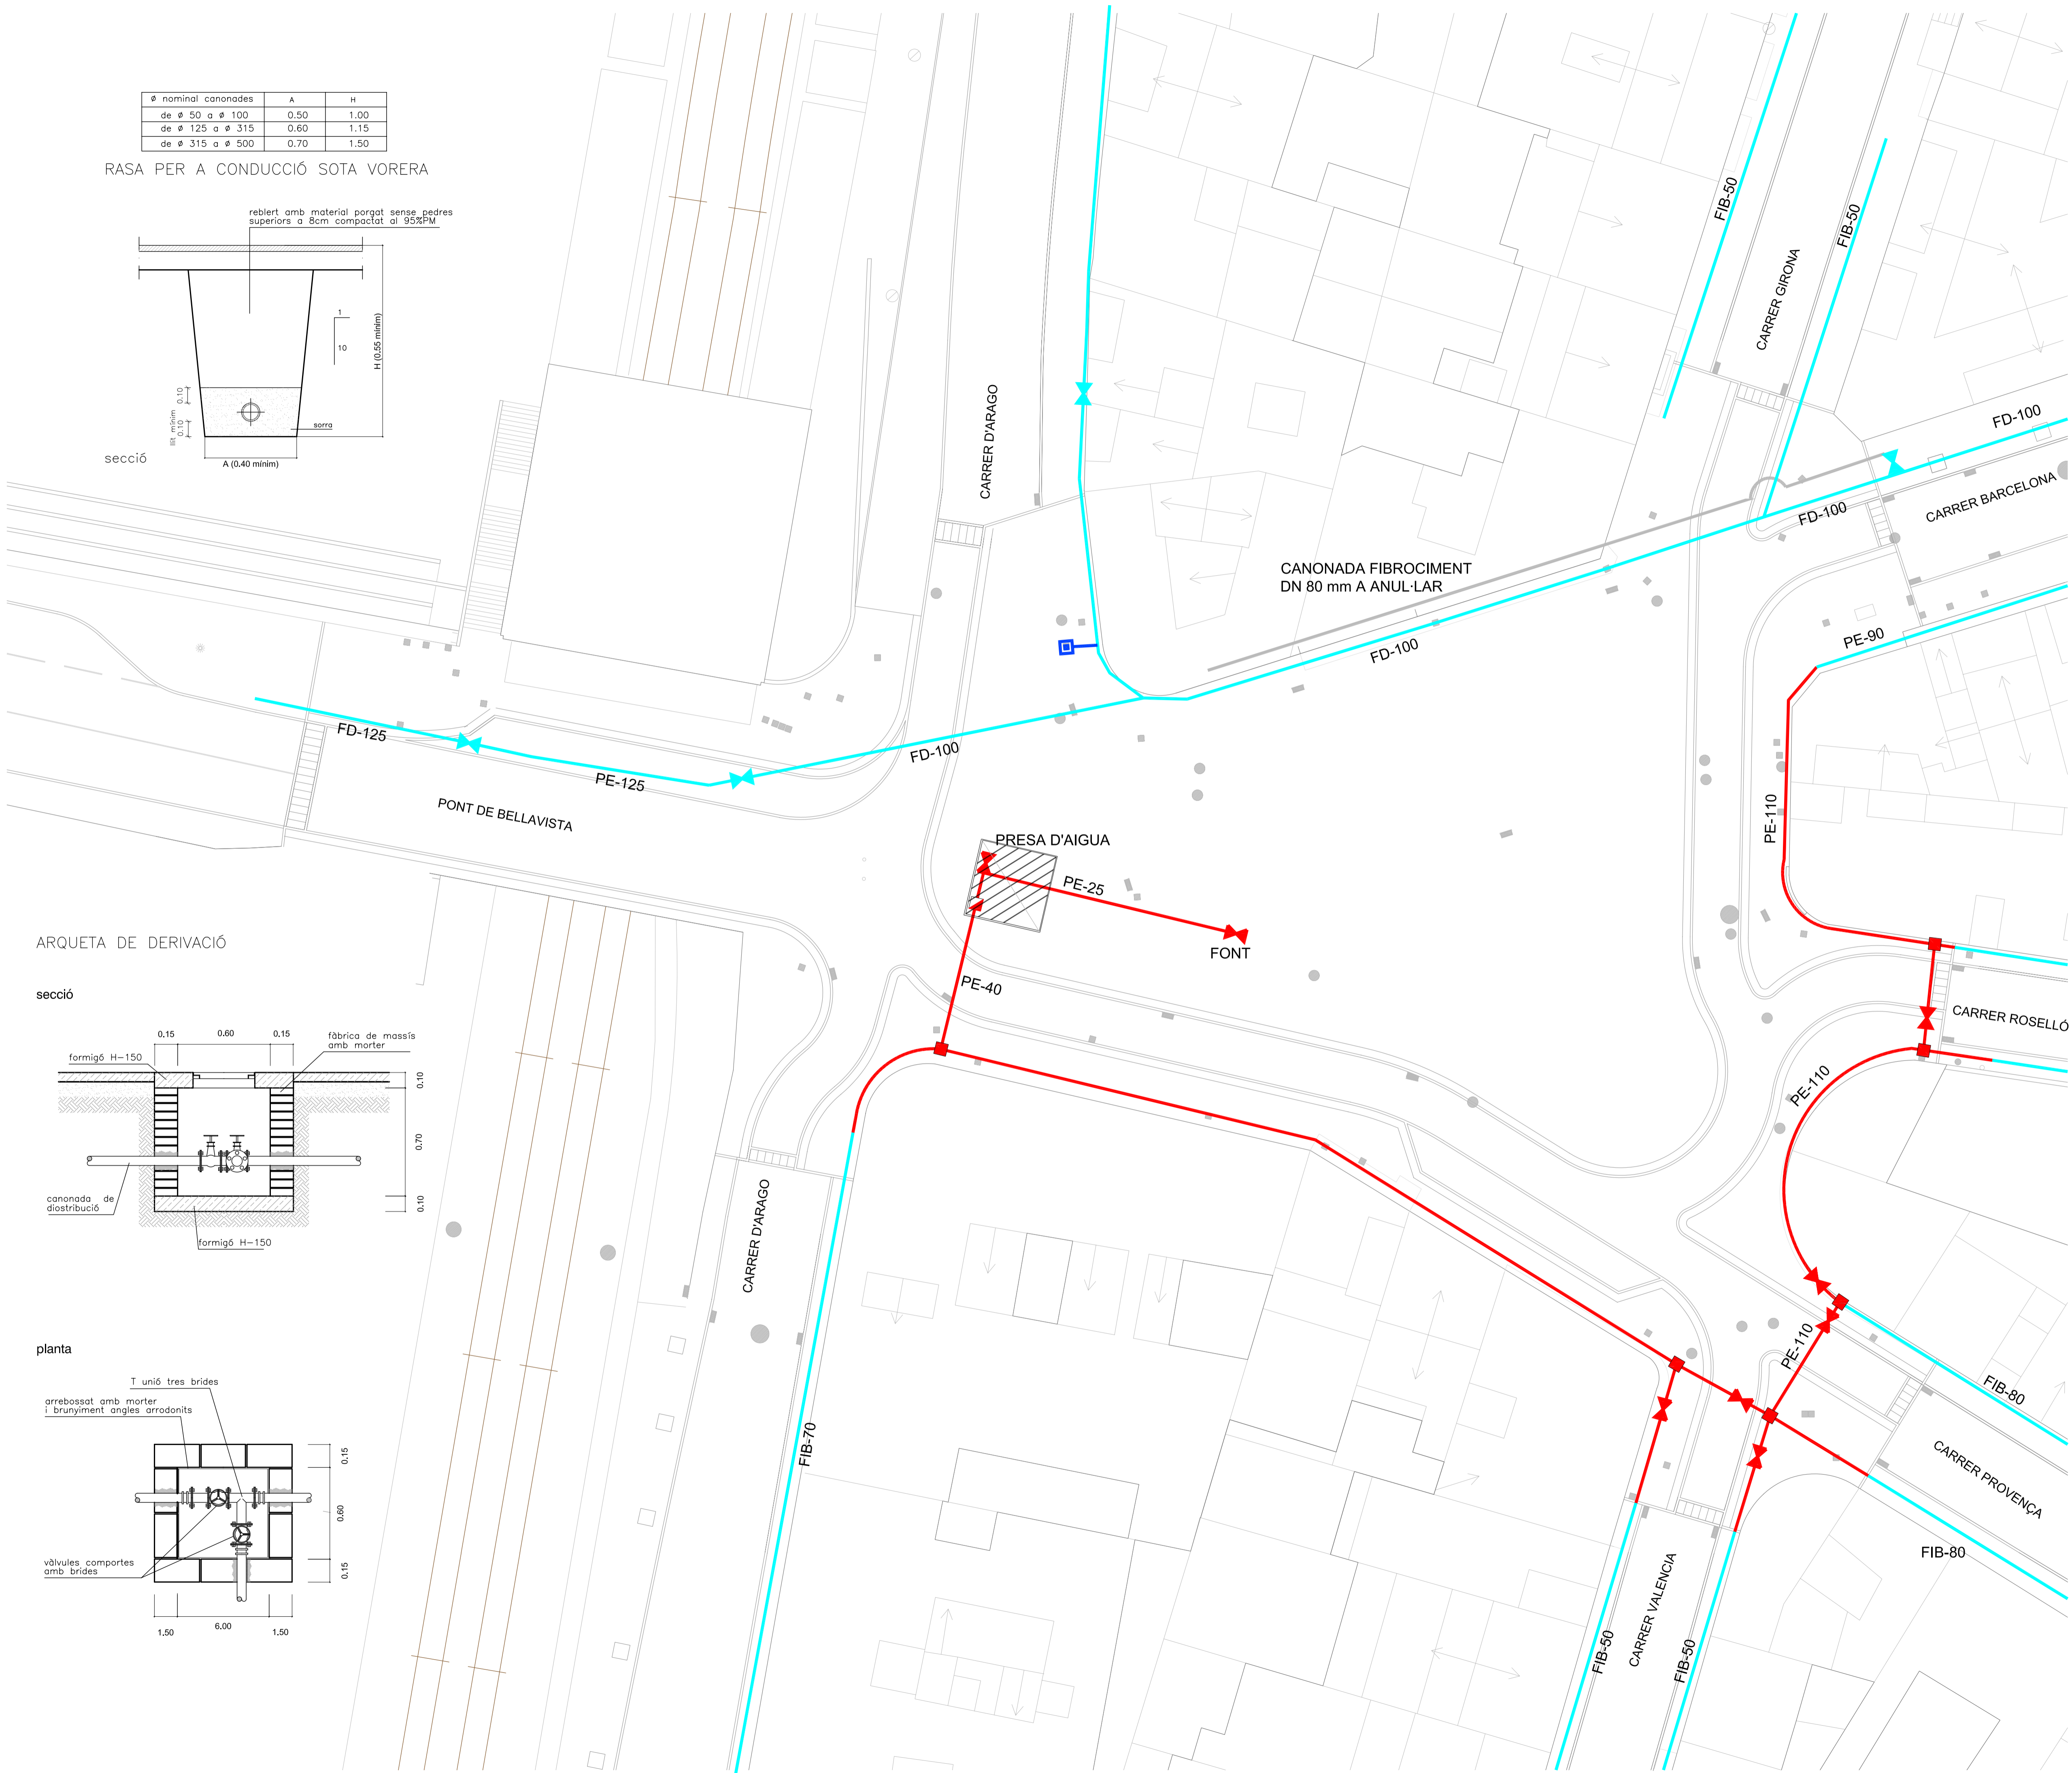 Ø nominal canonades A H
de Ø 50 a Ø 100 0.50 1.00
de Ø 125 a Ø 315 0.60 1.15
de Ø 315 a Ø 500 0.70 1.50
RASA PER A CONDUCCIÓ SOTA VORERA
reblert amb material porgat sense pedres
superiors a 8cm compactat al 95%PM
1
10
H (0.55 mínim)
0.10
llit mínim
0.10
sorra
A (0.40 mínim)
secció
ARQUETA DE DERIVACIÓ
secció
0.15 0.60 0.15
formigó H-150
fàbrica de massís
amb morter
0.10
0.70
0.10
canonada de
diostribució
formigó H-150
planta
T unió tres brides
arrebossat amb morter
i brunyiment angles arrodonits
0.15
0.60
0.15
vàlvules comportes
amb brides
1,50 6,00 1,50
CARRER D'ARAGO
FIB-50
FIB-50
CARRER GIRONA
FD-100
CARRER BARCELONA
FD-100
CANONADA FIBROCIMENT
DN 80 mm A ANUL·LAR
FD-100
PE-90
FD-125
PE-125
FD-100
PONT DE BELLAVISTA
PRESA D'AIGUA
PE-25
FONT
PE-40
PE-110
CARRER ROSELLÓ
PE-110
PE-110
FIB-80
CARRER PROVENÇA
FIB-80
CARRER D'ARAGO
FIB-70
FIB-50
CARRER VALENCIA
FIB-50